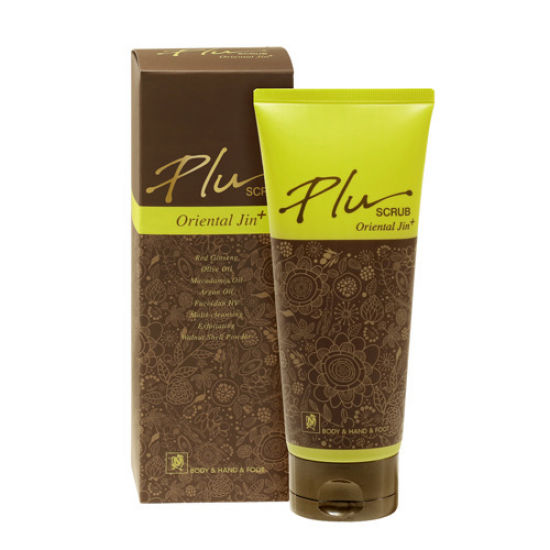 Plu
SCRUB
Oriental Jin+
Red Ginseng
Olive Oil
Macadamia Oil
Argan Oil
Fucoidan HV
Multi-cleansing
Exfoliating
Walnut Shell Powder
BODY & HAND & FOOT
Plu
SCRUB
Oriental Jin+
BODY & HAND & FOOT